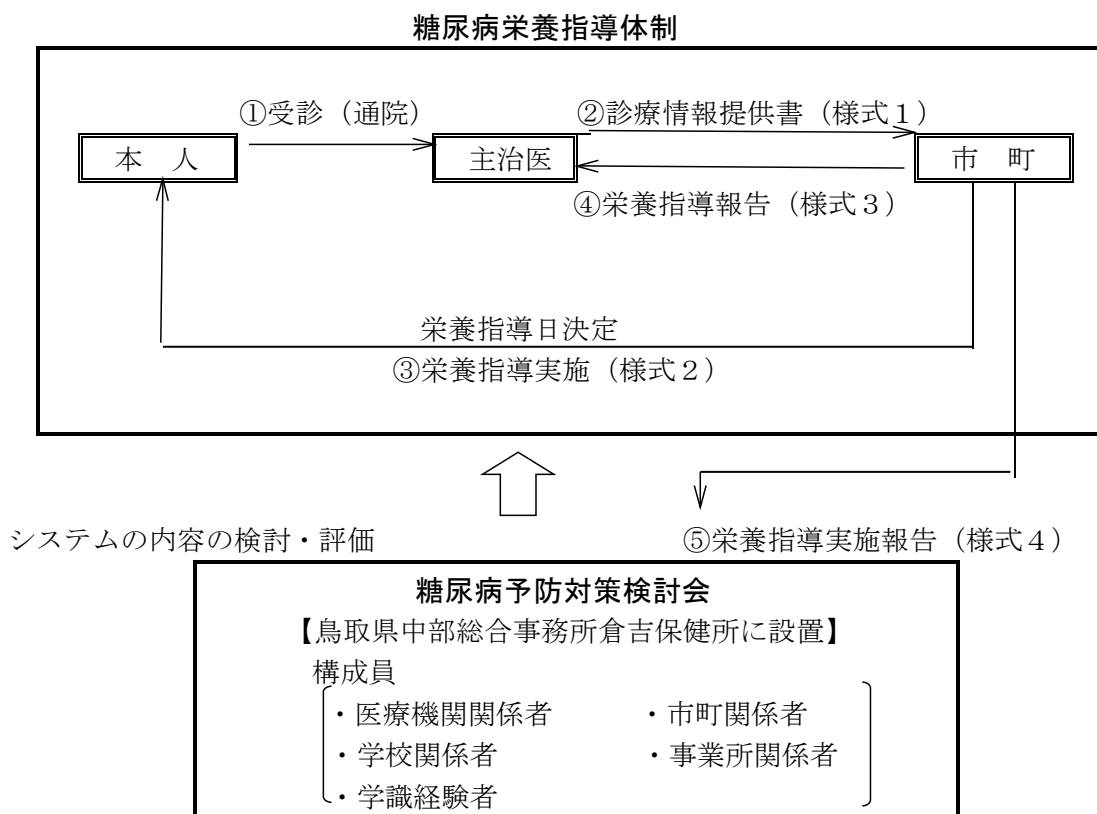 糖尿病栄養指導体制
①受診（通院）
②診療情報提供書（様式１）
本　人
主治医
市　町
④栄養指導報告（様式３）
栄養指導日決定
③栄養指導実施（様式２）
システムの内容の検討・評価
⑤栄養指導実施報告（様式４）
糖尿病予防対策検討会
【鳥取県中部総合事務所倉吉保健所に設置】
構成員
・医療機関関係者
・市町関係者
・学校関係者
・事業所関係者
・学識経験者